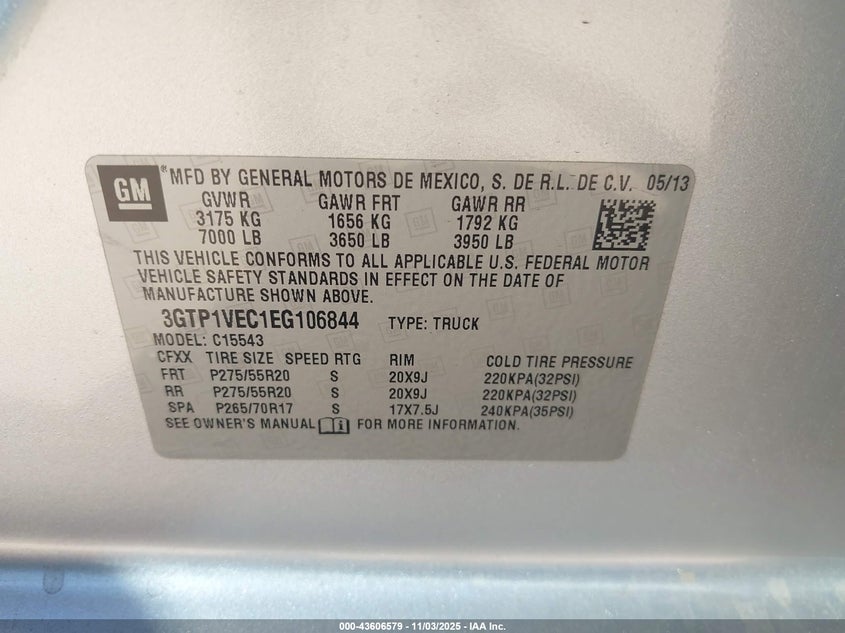 GM ® MFD BY GENERAL MOTORS DE MEXICO, S. DE R.L. DE C.V. 05/13
GVWR GAWR FRT GAWR RR
3175 KG 1656 KG 1792 KG
7000 LB 3650 LB 3950 LB
THIS VEHICLE CONFORMS TO ALL APPLICABLE U.S. FEDERAL MOTOR
VEHICLE SAFETY STANDARDS IN EFFECT ON THE DATE OF
MANUFACTURE SHOWN ABOVE.
3GTP1VEC1EG106844 TYPE: TRUCK
MODEL: C15543
CFXX TIRE SIZE SPEED RTG RIM COLD TIRE PRESSURE
FRT P275/55R20 S 20X9J 220KPA(32PSI)
RR P275/55R20 S 20X9J 220KPA(32PSI)
SPA P265/70R17 S 17X7.5J 240KPA(35PSI)
SEE OWNER'S MANUAL FOR MORE INFORMATION.
000-43606579 - 11/03/2025 - IAA Inc.